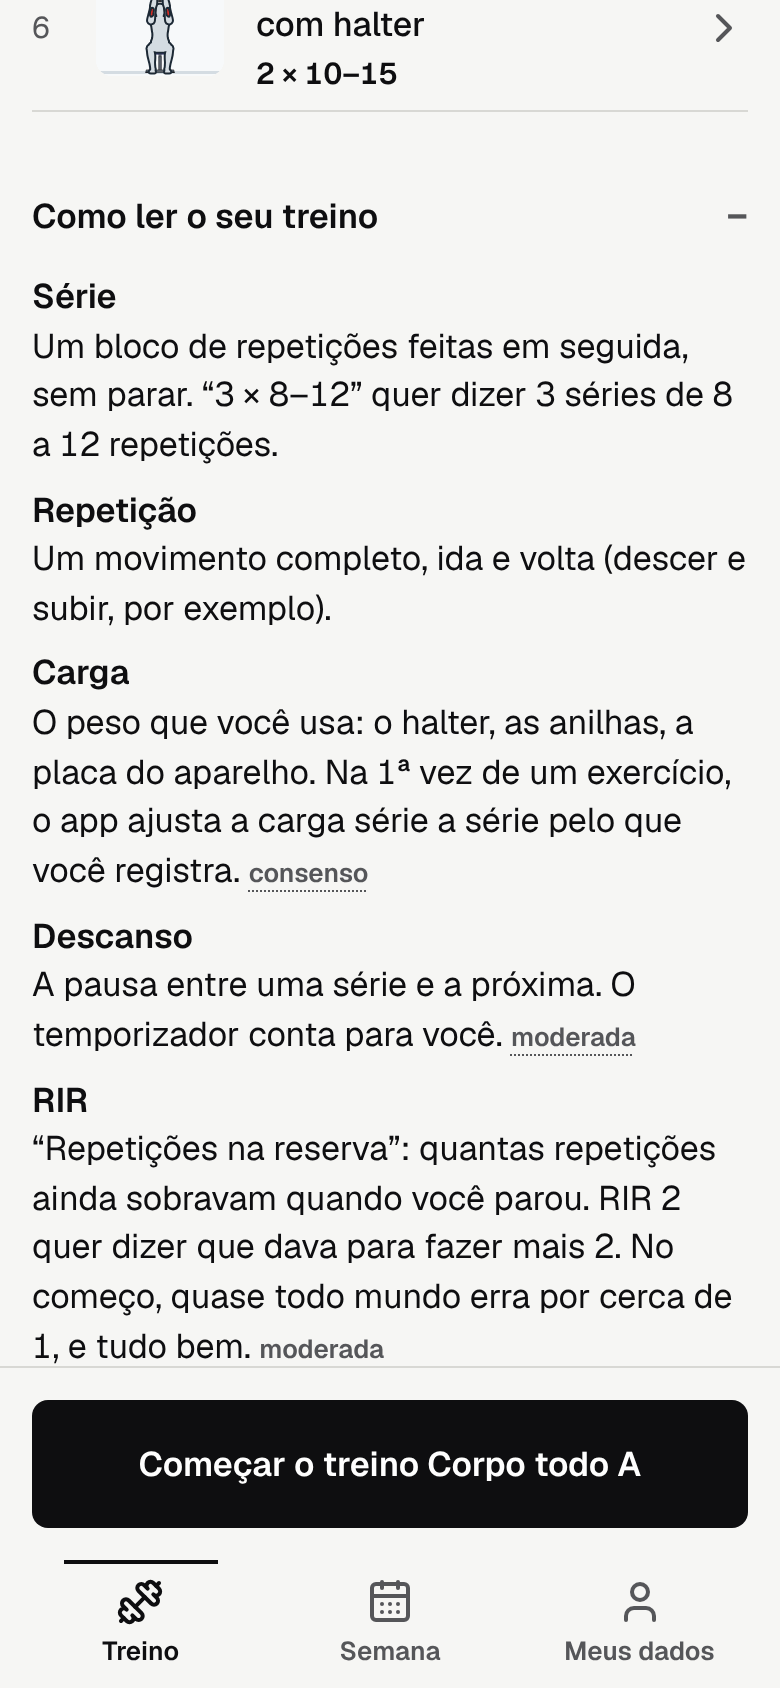 6
com halter
2 × 10–15
Como ler o seu treino
Série
Um bloco de repetições feitas em seguida,
sem parar. “3 × 8–12” quer dizer 3 séries de 8
a 12 repetições.
Repetição
Um movimento completo, ida e volta (descer e
subir, por exemplo).
Carga
O peso que você usa: o halter, as anilhas, a
placa do aparelho. Na 1ª vez de um exercício,
o app ajusta a carga série a série pelo que
você registra. consenso
Descanso
A pausa entre uma série e a próxima. O
temporizador conta para você. moderada
RIR
“Repetições na reserva”: quantas repetições
ainda sobravam quando você parou. RIR 2
quer dizer que dava para fazer mais 2. No
começo, quase todo mundo erra por cerca de
1, e tudo bem. moderada
Começar o treino Corpo todo A
Treino
Semana
Meus dados